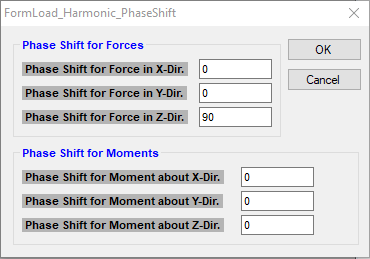 FormLoad_Harmonic_PhaseShift
Phase Shift for Forces
OK
Phase Shift for Force in X-Dir. 0
Cancel
Phase Shift for Force in Y-Dir. 0
Phase Shift for Force in Z-Dir. 90
Phase Shift for Moments
Phase Shift for Moment about X-Dir. 0
Phase Shift for Moment about Y-Dir. 0
Phase Shift for Moment about Z-Dir. 0